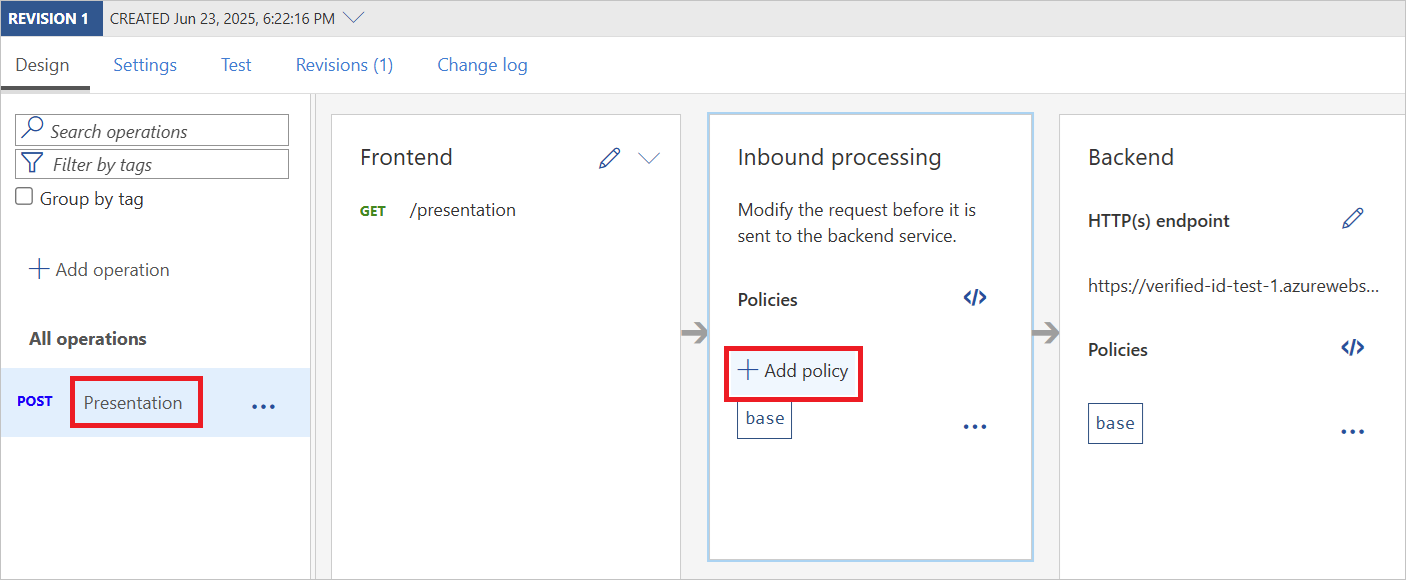 REVISION 1 CREATED Jun 23, 2025, 6:22:16 PM
Design Settings Test Revisions (1) Change log
Search operations
Filter by tags
Group by tag
Add operation
All operations
POST Presentation
Frontend
GET /presentation
Inbound processing
Modify the request before it is
sent to the backend service.
Policies
Add policy
base
Backend
HTTP(s) endpoint
https://verified-id-test-1.azurewebs...
Policies
base